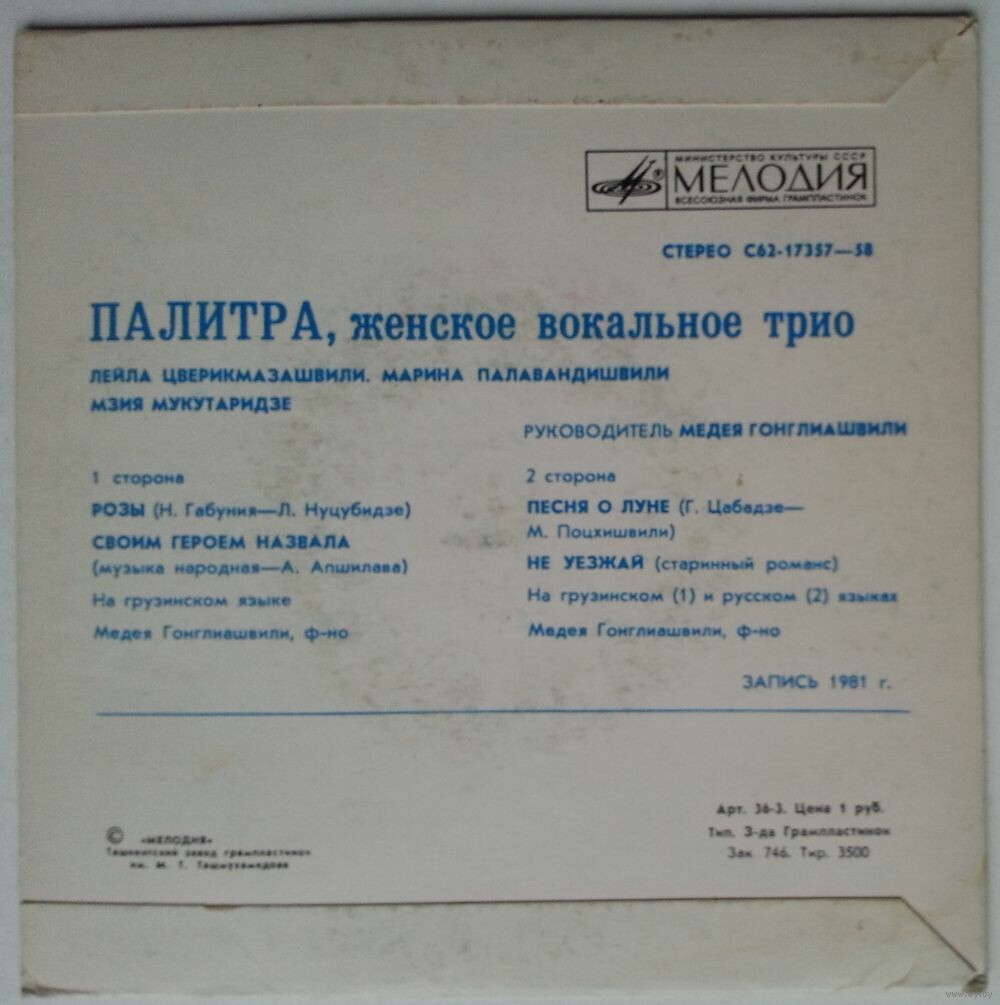 МИНИСТЕРСТВО КУЛЬТУРЫ СССР
МЕЛОДИЯ
ВСЕСОЮЗНАЯ ФИРМА ГРАМПЛАСТИНОК
СТЕРЕО С62-17357—58
ПАЛИТРА, женское вокальное трио
ЛЕЙЛА ЦВЕРИКМАЗАШВИЛИ, МАРИНА ПАЛАВАНДИШВИЛИ
МЗИЯ МУКУТАРИДЗЕ
РУКОВОДИТЕЛЬ МЕДЕЯ ГОНГЛИАШВИЛИ
1 сторона
РОЗЫ (Н. Габуния—Л. Нуцубидзе)
СВОИМ ГЕРОЕМ НАЗВАЛА
(музыка народная—А. Апшилава)
На грузинском языке
Медея Гонглиашвили, ф-но
2 сторона
ПЕСНЯ О ЛУНЕ (Г. Цабадзе—
М. Поцхишвили)
НЕ УЕЗЖАЙ (старинный романс)
На грузинском (1) и русском (2) языках
Медея Гонглиашвили, ф-но
ЗАПИСЬ 1981 г.
© «МЕЛОДИЯ»
Ташкентский завод грампластинок
им. М. Т. Ташмухамедова
Арт. 36-3. Цена 1 руб.
Тип. З-да Грампластинок
Зак. 746. Тир. 3500